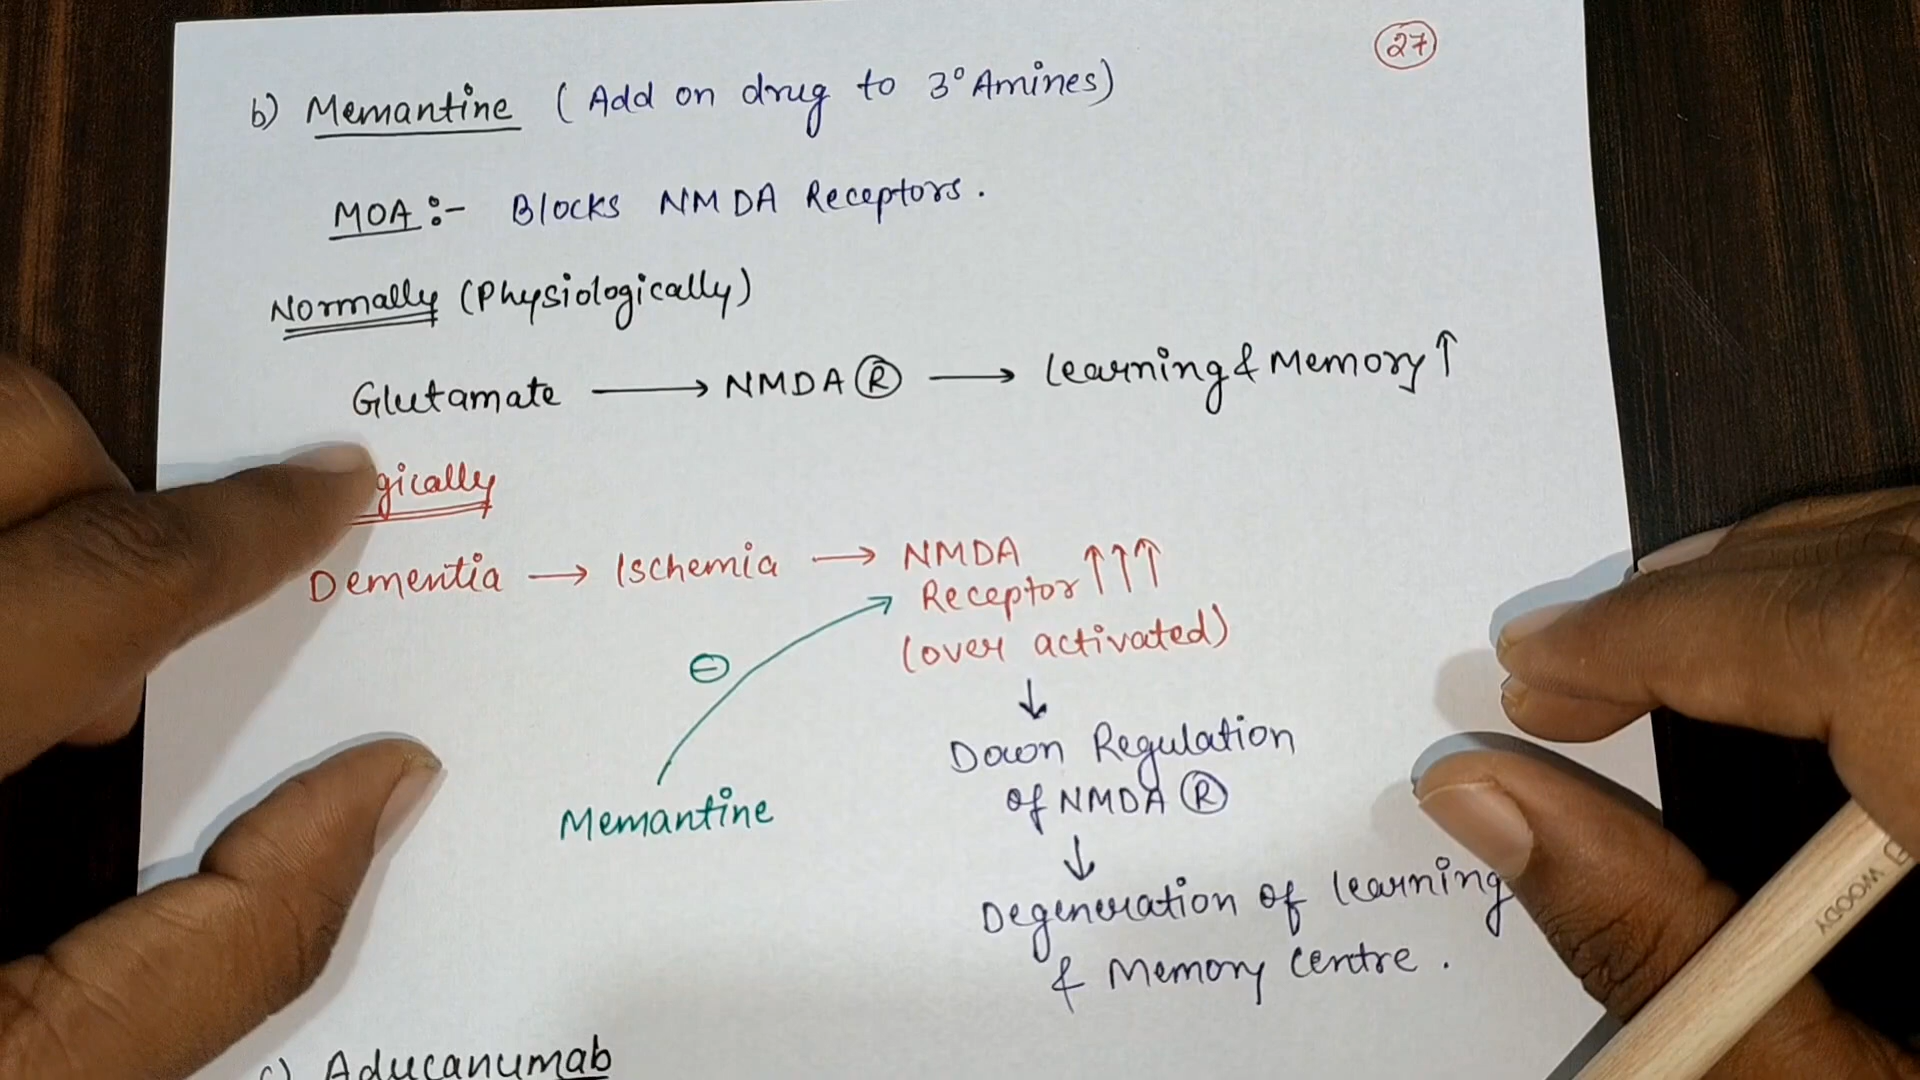 27
b) Memantine ( Add on drug to 3° Amines)
MOA :- Blocks NMDA Receptors.
Normally (Physiologically)
Glutamate ⟶ NMDA Ⓡ ⟶ Learning & Memory ↑
gically
Dementia → Ischemia → NMDA
Receptor ↑↑↑
(over activated)
⊖
↓
Down Regulation
of NMDA Ⓡ
Memantine
↓
Degeneration of learning
& Memory centre.
c) Aducanumab
WOODY